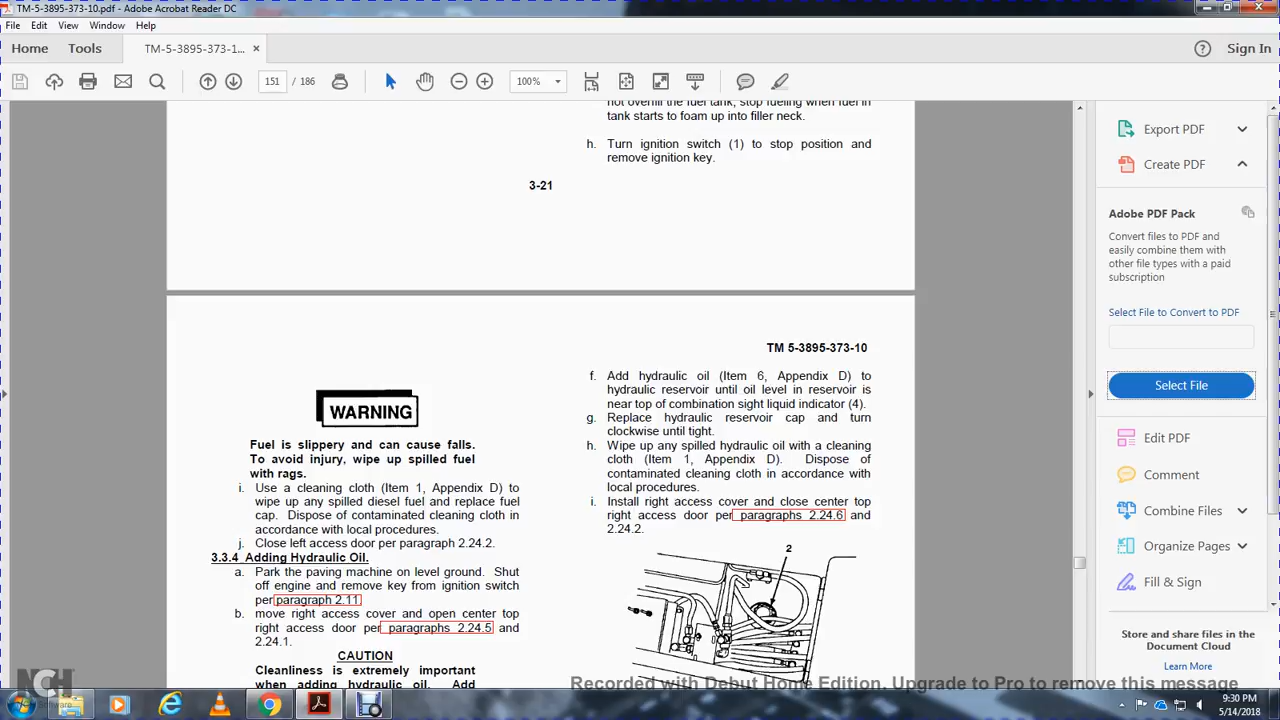 TM-5-3895-373-10.pdf - Adobe Acrobat Reader DC
File Edit View Window Help
Home Tools TM-5-3895-373-1... × Sign In
151 / 186 100%
not overfill the fuel tank, stop fueling when fuel in
tank starts to foam up into filler neck.
h. Turn ignition switch (1) to stop position and
remove ignition key.
3-21
TM 5-3895-373-10
WARNING
Fuel is slippery and can cause falls.
To avoid injury, wipe up spilled fuel
with rags.
i. Use a cleaning cloth (Item 1, Appendix D) to
wipe up any spilled diesel fuel and replace fuel
cap. Dispose of contaminated cleaning cloth in
accordance with local procedures.
j. Close left access door per paragraph 2.24.2.
3.3.4 Adding Hydraulic Oil.
a. Park the paving machine on level ground. Shut
off engine and remove key from ignition switch
per paragraph 2.11
b. move right access cover and open center top
right access door per paragraphs 2.24.5 and
2.24.1.
CAUTION
Cleanliness is extremely important
when adding hydraulic oil. Add
f. Add hydraulic oil (Item 6, Appendix D) to
hydraulic reservoir until oil level in reservoir is
near top of combination sight liquid indicator (4).
g. Replace hydraulic reservoir cap and turn
clockwise until tight.
h. Wipe up any spilled hydraulic oil with a cleaning
cloth (Item 1, Appendix D). Dispose of
contaminated cleaning cloth in accordance with
local procedures.
i. Install right access cover and close center top
right access door per paragraphs 2.24.6 and
2.24.2.
2
Export PDF
Create PDF
Adobe PDF Pack
Convert files to PDF and
easily combine them with
other file types with a paid
subscription
Select File to Convert to PDF
Select File
Edit PDF
Comment
Combine Files
Organize Pages
Fill & Sign
Store and share files in the
Document Cloud
Learn More
NCH
Software
Recorded with Debut Home Edition. Upgrade to Pro to remove this message
9:30 PM
5/14/2018